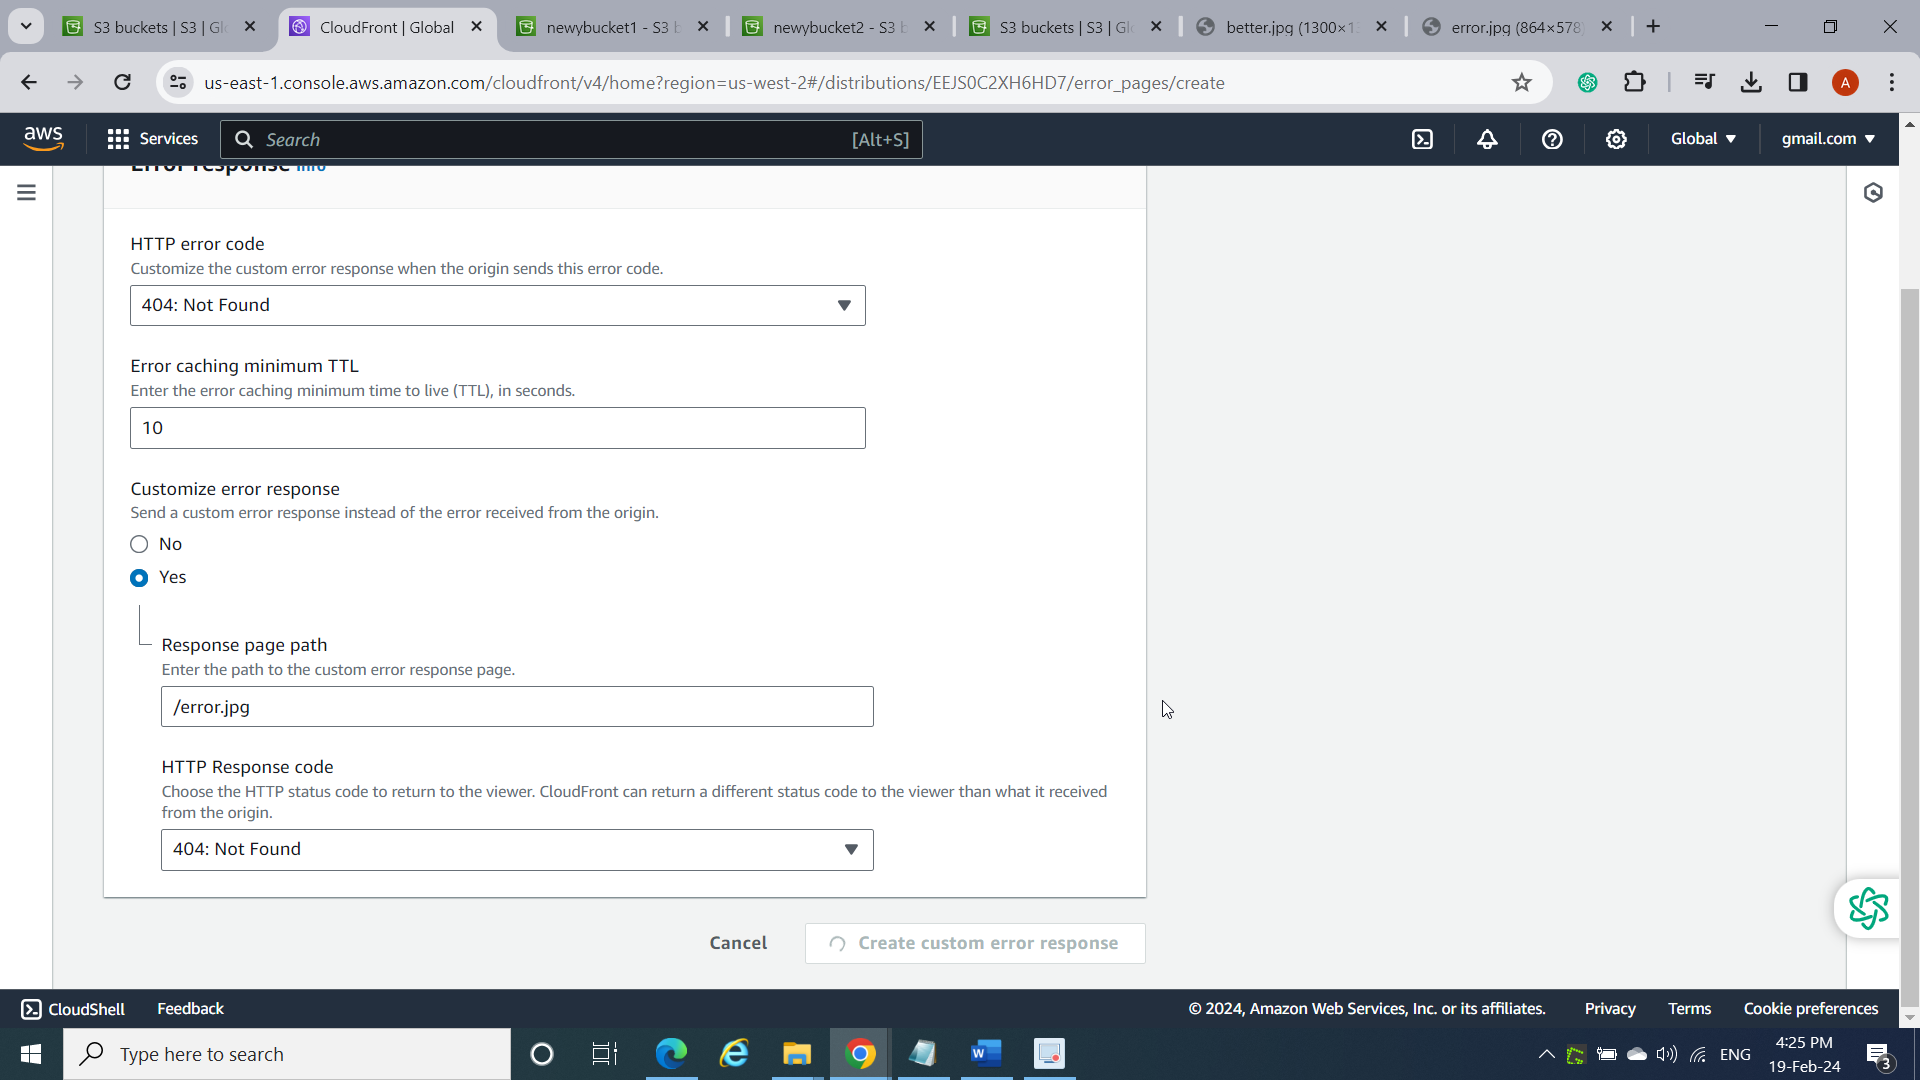 S3 buckets | S3 | Gl
CloudFront | Global
newybucket1 - S3 b
newybucket2 - S3 b
S3 buckets | S3 | Gl
better.jpg (1300×1
error.jpg (864×578)
us-east-1.console.aws.amazon.com/cloudfront/v4/home?region=us-west-2#/distributions/EEJS0C2XH6HD7/error_pages/create
A
aws
Services
Search
[Alt+S]
Global
gmail.com
Error response Info
HTTP error code
Customize the custom error response when the origin sends this error code.
404: Not Found
Error caching minimum TTL
Enter the error caching minimum time to live (TTL), in seconds.
10
Customize error response
Send a custom error response instead of the error received from the origin.
No
Yes
Response page path
Enter the path to the custom error response page.
/error.jpg
HTTP Response code
Choose the HTTP status code to return to the viewer. CloudFront can return a different status code to the viewer than what it received
from the origin.
404: Not Found
Cancel
Create custom error response
CloudShell
Feedback
© 2024, Amazon Web Services, Inc. or its affiliates.
Privacy
Terms
Cookie preferences
Type here to search
ENG
4:25 PM
19-Feb-24
3